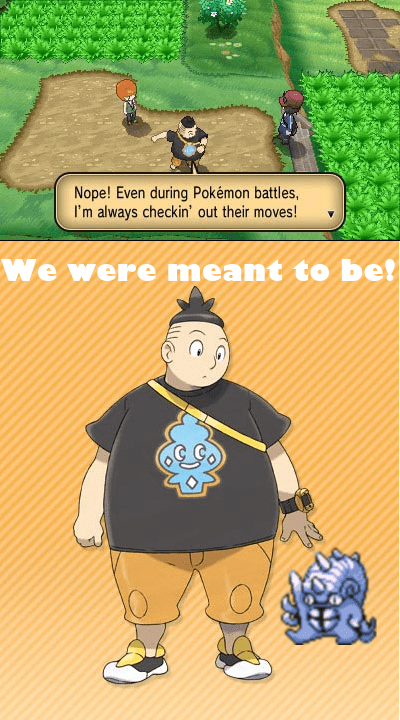 Nope! Even during Pokémon battles,
I'm always checkin' out their moves!
We were meant to be!